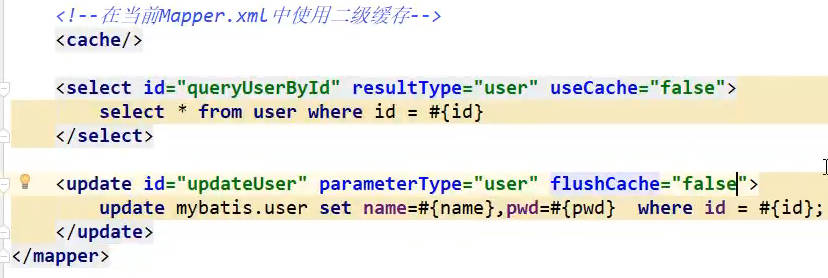 <!--在当前Mapper.xml中使用二级缓存-->
<cache/>
<select id="queryUserById" resultType="user" useCache="false">
select * from user where id = #{id}
</select>
<update id="updateUser" parameterType="user" flushCache="false">
update mybatis.user set name=#{name},pwd=#{pwd}  where id = #{id};
</update>
</mapper>